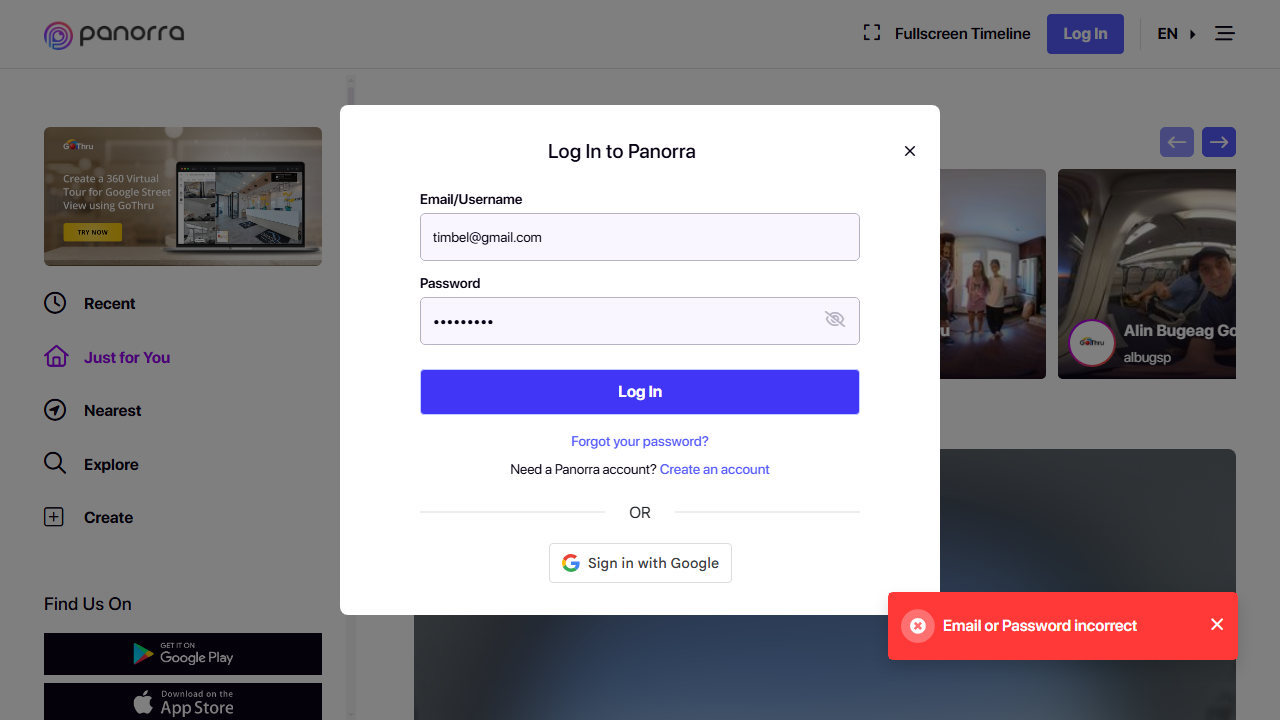 panorra
Fullscreen Timeline
Log In
EN
GoThru
Create a 360 Virtual
Tour for Google Street
View using GoThru
TRY NOW
Recent
Just for You
Nearest
Explore
Create
Find Us On
GET IT ON
Google Play
Download on the
App Store
Log In to Panorra
Email/Username
timbel@gmail.com
Password
•••••••••
Log In
Forgot your password?
Need a Panorra account? Create an account
OR
Sign in with Google
GoThru
Alin Bugeag Go
albugsp
Email or Password incorrect